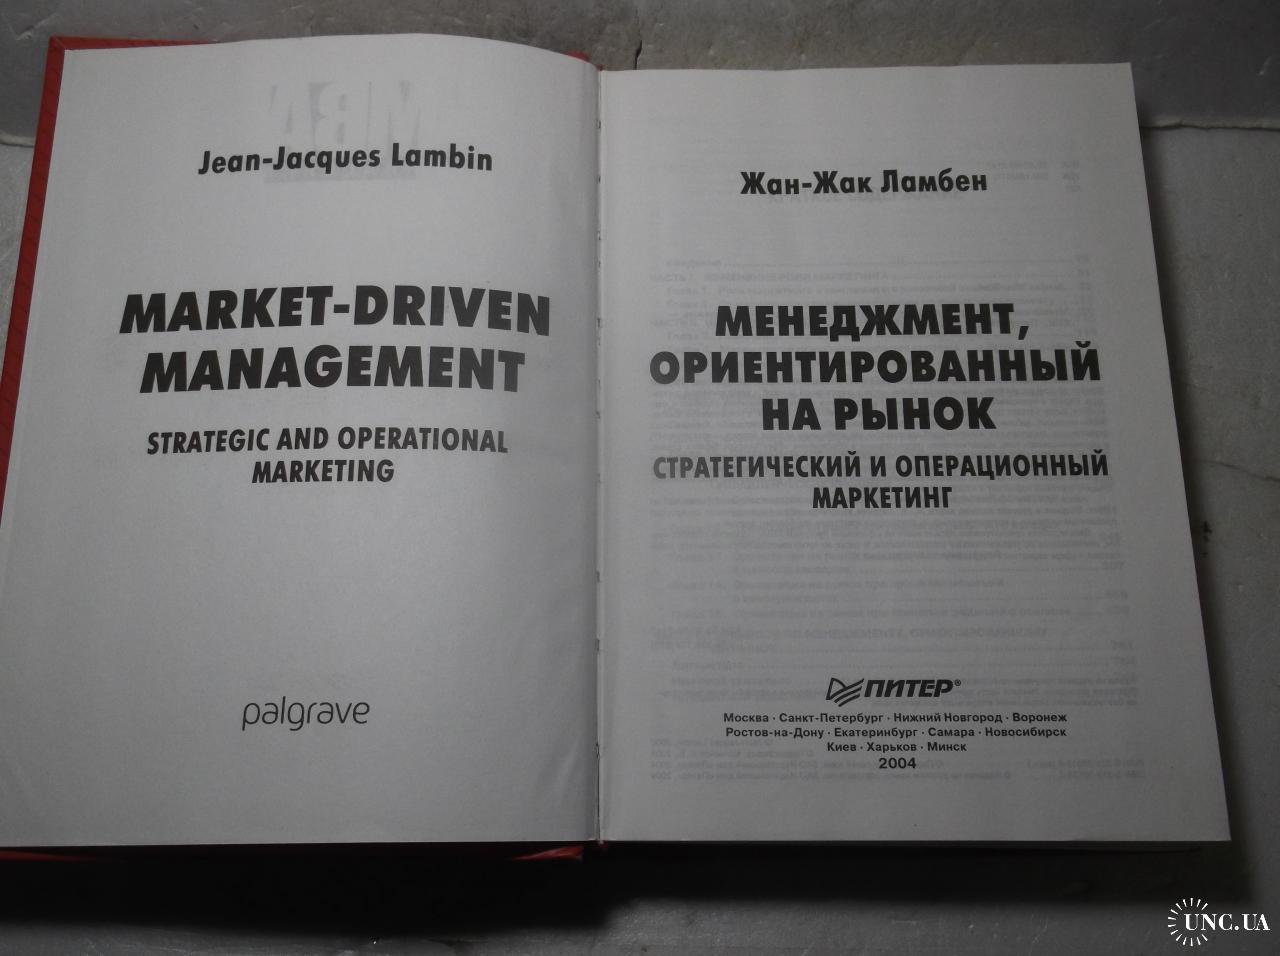 Jean-Jacques Lambin
MARKET-DRIVEN
MANAGEMENT
STRATEGIC AND OPERATIONAL
MARKETING
palgrave
Жан-Жак Ламбен
МЕНЕДЖМЕНТ,
ОРИЕНТИРОВАННЫЙ
НА РЫНОК
СТРАТЕГИЧЕСКИЙ И ОПЕРАЦИОННЫЙ
МАРКЕТИНГ
ПИТЕР®
Москва · Санкт-Петербург · Нижний Новгород · Воронеж
Ростов-на-Дону · Екатеринбург · Самара · Новосибирск
Киев · Харьков · Минск
2004
UNC.UA